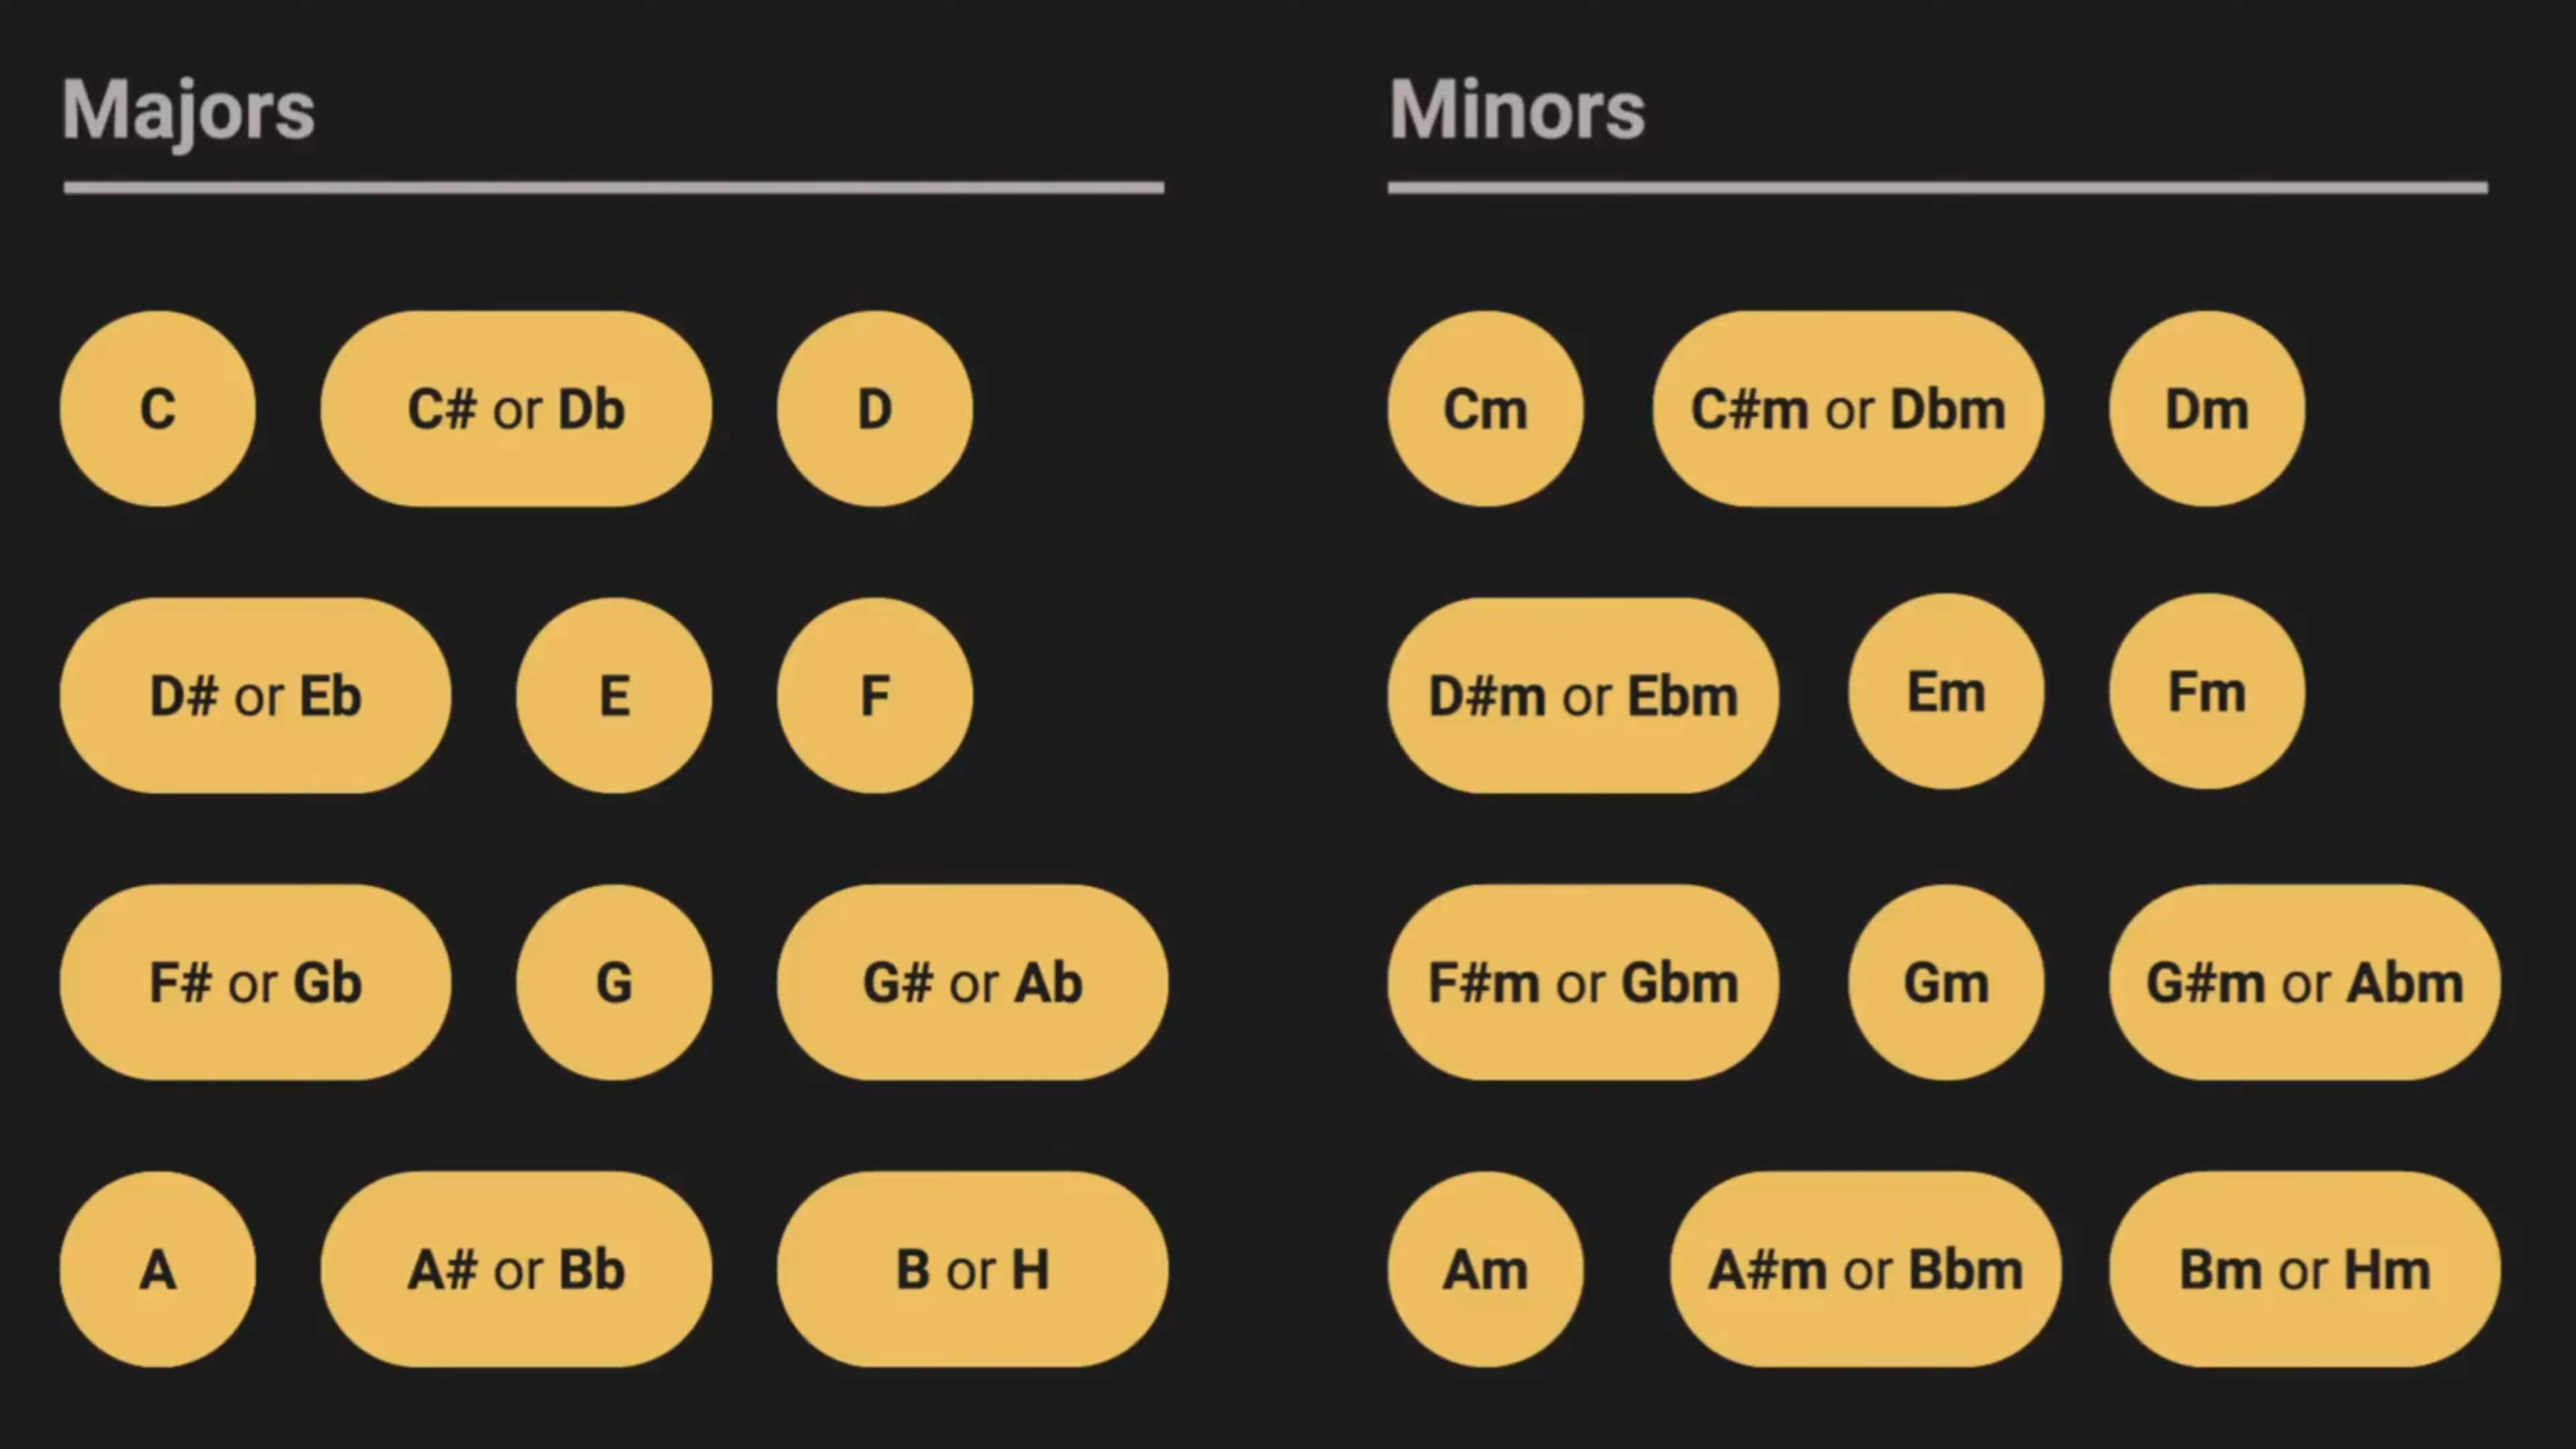 Majors
C
C# or Db
D
D# or Eb
E
F
F# or Gb
G
G# or Ab
A
A# or Bb
B or H
Minors
Cm
C#m or Dbm
Dm
D#m or Ebm
Em
Fm
F#m or Gbm
Gm
G#m or Abm
Am
A#m or Bbm
Bm or Hm